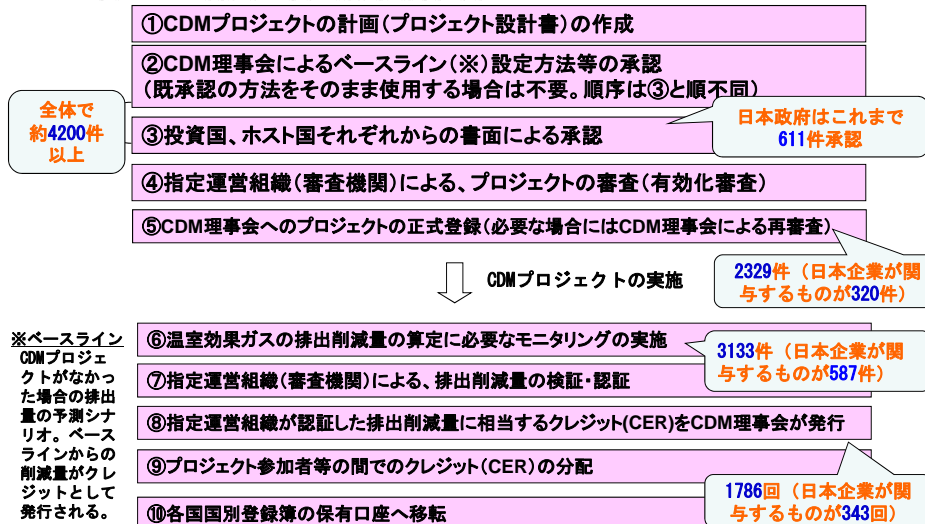 ①CDMプロジェクトの計画(プロジェクト設計書)の作成
②CDM理事会によるベースライン(※)設定方法等の承認
(既承認の方法をそのまま使用する場合は不要。順序は③と順不同)
全体で
約4200件
以上
③投資国、ホスト国それぞれからの書面による承認
日本政府はこれまで
611件承認
④指定運営組織(審査機関)による、プロジェクトの審査(有効化審査)
⑤CDM理事会へのプロジェクトの正式登録(必要な場合にはCDM理事会による再審査)
2329件(日本企業が関
与するものが320件)
CDMプロジェクトの実施
※ベースライン
CDMプロジェ
クトがなかっ
た場合の排出
量の予測シナ
リオ。ベース
ラインからの
削減量がクレ
ジットとして
発行される。
⑥温室効果ガスの排出削減量の算定に必要なモニタリングの実施
3133件(日本企業が関
与するものが587件)
⑦指定運営組織(審査機関)による、排出削減量の検証・認証
⑧指定運営組織が認証した排出削減量に相当するクレジット(CER)をCDM理事会が発行
⑨プロジェクト参加者等の間でのクレジット(CER)の分配
1786回(日本企業が関
与するものが343回)
⑩各国国別登録簿の保有口座へ移転